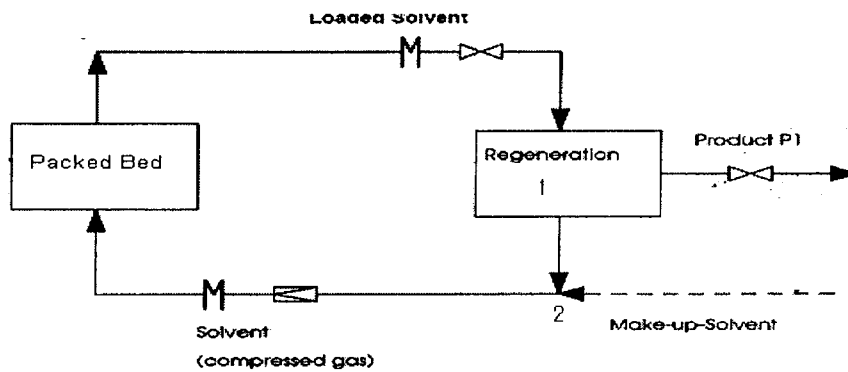 Loaded Solvent
M
Packed Bed
Regeneration
1
Product P1
M
2
Solvent
(compressed gas)
Make-up-Solvent